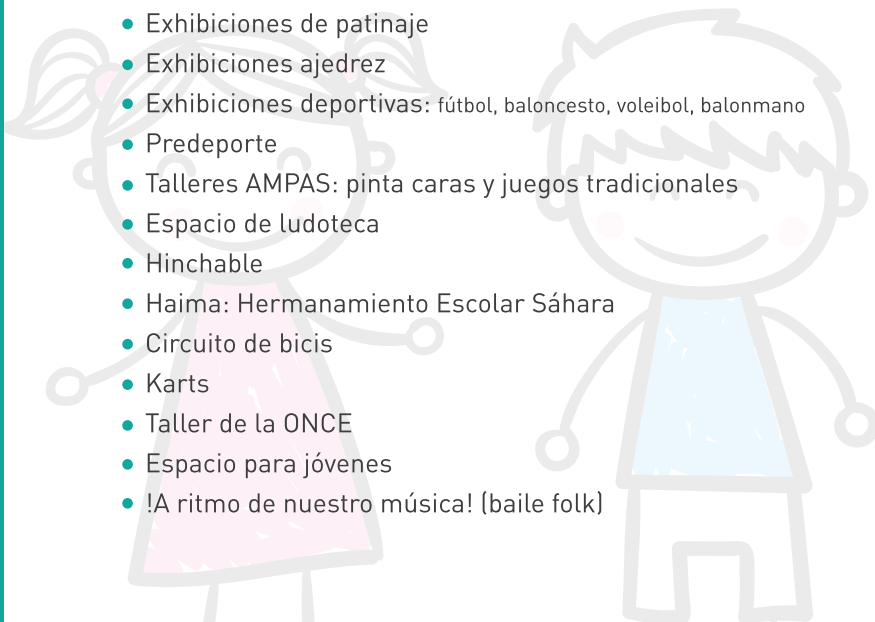 • Exhibiciones de patinaje
• Exhibiciones ajedrez
• Exhibiciones deportivas: fútbol, baloncesto, voleibol, balonmano
• Predeporte
• Talleres AMPAS: pinta caras y juegos tradicionales
• Espacio de ludoteca
• Hinchable
• Haima: Hermanamiento Escolar Sáhara
• Circuito de bicis
• Karts
• Taller de la ONCE
• Espacio para jóvenes
• !A ritmo de nuestro música! (baile folk)